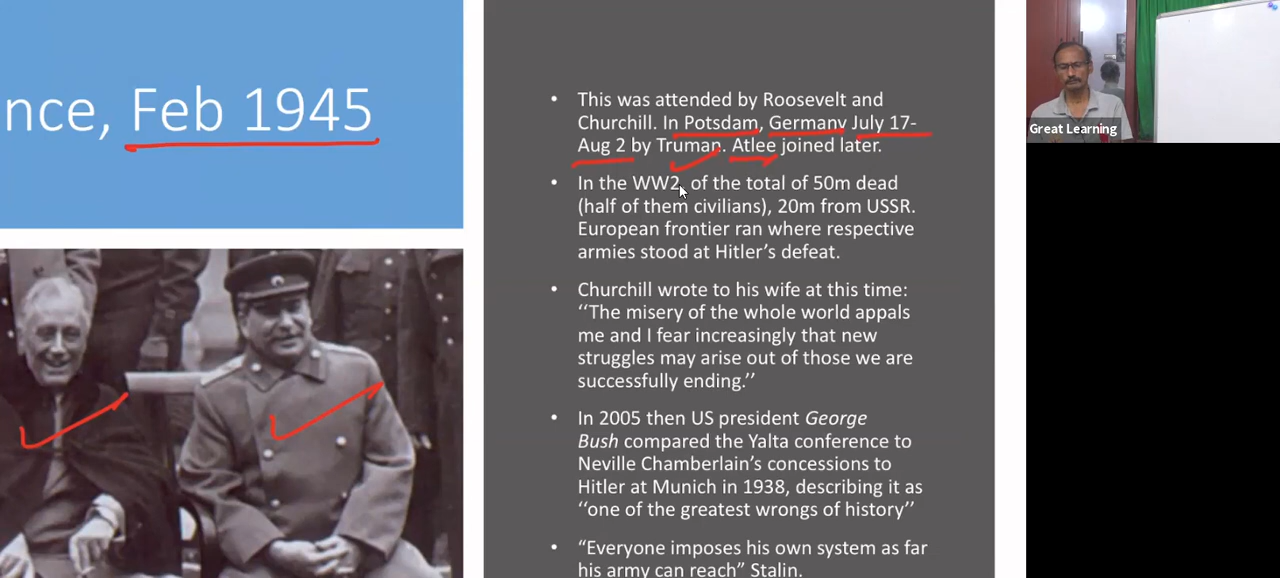 nce, Feb 1945
• This was attended by Roosevelt and
Churchill. In Potsdam, Germany July 17-
Aug 2 by Truman. Atlee joined later.
• In the WW2, of the total of 50m dead
(half of them civilians), 20m from USSR.
European frontier ran where respective
armies stood at Hitler’s defeat.
• Churchill wrote to his wife at this time:
‘‘The misery of the whole world appals
me and I fear increasingly that new
struggles may arise out of those we are
successfully ending.’’
• In 2005 then US president George
Bush compared the Yalta conference to
Neville Chamberlain’s concessions to
Hitler at Munich in 1938, describing it as
‘‘one of the greatest wrongs of history’’
• “Everyone imposes his own system as far
his army can reach” Stalin.
Great Learning